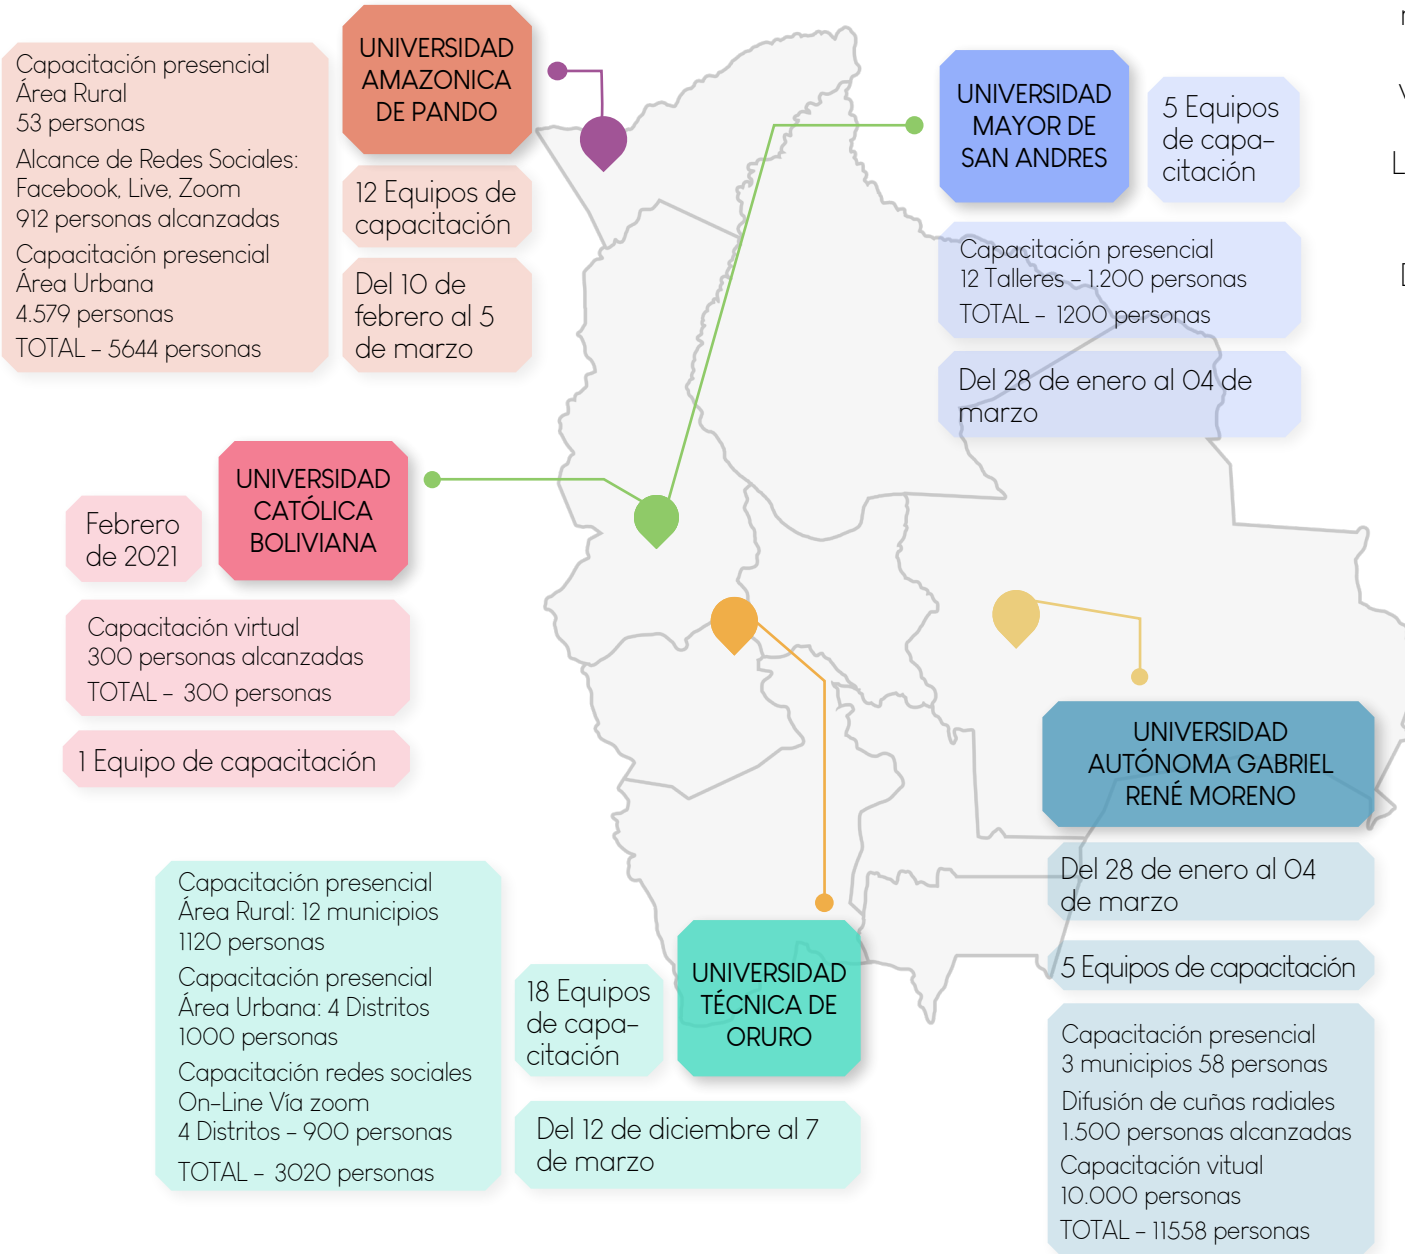 UNIVERSIDAD
AMAZONICA
DE PANDO
Capacitación presencial
Área Rural
53 personas
Alcance de Redes Sociales:
Facebook, Live, Zoom
912 personas alcanzadas
Capacitación presencial
Área Urbana
4.579 personas
TOTAL – 5644 personas
12 Equipos de
capacitación
Del 10 de
febrero al 5
de marzo
UNIVERSIDAD
MAYOR DE
SAN ANDRES
5 Equipos
de capa–
citación
Capacitación presencial
12 Talleres – 1.200 personas
TOTAL – 1200 personas
Del 28 de enero al 04 de
marzo
UNIVERSIDAD
CATÓLICA
BOLIVIANA
Febrero
de 2021
Capacitación virtual
300 personas alcanzadas
TOTAL – 300 personas
1 Equipo de capacitación
UNIVERSIDAD
AUTÓNOMA GABRIEL
RENÉ MORENO
Del 28 de enero al 04
de marzo
5 Equipos de capacitación
Capacitación presencial
3 municipios 58 personas
Difusión de cuñas radiales
1.500 personas alcanzadas
Capacitación vitual
10.000 personas
TOTAL – 11558 personas
Capacitación presencial
Área Rural: 12 municipios
1120 personas
Capacitación presencial
Área Urbana: 4 Distritos
1000 personas
Capacitación redes sociales
On–Line Vía zoom
4 Distritos – 900 personas
TOTAL – 3020 personas
18 Equipos
de capa–
citación
UNIVERSIDAD
TÉCNICA DE
ORURO
Del 12 de diciembre al 7
de marzo